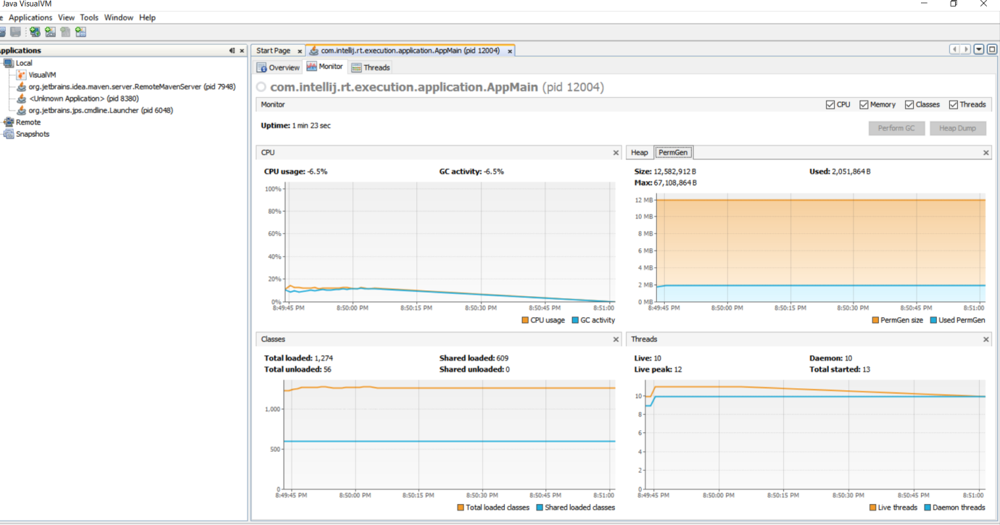 Java VisualVM
e Applications View Tools Window Help
pplications
Start Page com.intellij.rt.execution.application.AppMain (pid 12004)
Local
VisualVM
org.jetbrains.idea.maven.server.RemoteMavenServer (pid 7948)
<Unknown Application> (pid 8380)
org.jetbrains.jps.cmdline.Launcher (pid 6048)
Remote
Snapshots
Overview Monitor Threads
com.intellij.rt.execution.application.AppMain (pid 12004)
Monitor CPU Memory Classes Threads
Uptime: 1 min 23 sec
Perform GC Heap Dump
CPU
CPU usage: -6.5% GC activity: -6.5%
100%
80%
60%
40%
20%
0%
8:49:45 PM 8:50:00 PM 8:50:15 PM 8:50:30 PM 8:50:45 PM 8:51:00
CPU usage GC activity
Heap PermGen
Size: 12,582,912 B Used: 2,051,864 B
Max: 67,108,864 B
12 MB
10 MB
8 MB
6 MB
4 MB
2 MB
0 MB
8:49:45 PM 8:50:00 PM 8:50:15 PM 8:50:30 PM 8:50:45 PM 8:51:00
PermGen size Used PermGen
Classes
Total loaded: 1,274 Shared loaded: 609
Total unloaded: 56 Shared unloaded: 0
1,000
500
0
8:49:45 PM 8:50:00 PM 8:50:15 PM 8:50:30 PM 8:50:45 PM 8:51:00
Total loaded classes Shared loaded classes
Threads
Live: 10 Daemon: 10
Live peak: 12 Total started: 13
10
8
6
4
2
0
8:49:45 PM 8:50:00 PM 8:50:15 PM 8:50:30 PM 8:50:45 PM 8:51:00
Live threads Daemon threads